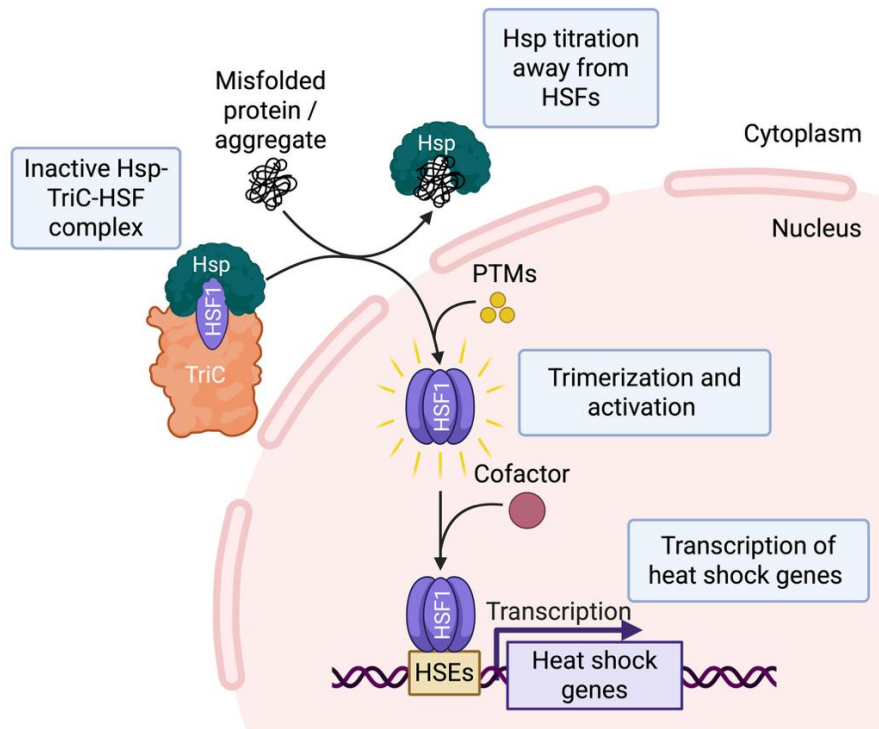 Hsp titration
away from
HSFs
Misfolded
protein /
aggregate
Hsp
Cytoplasm
Inactive Hsp-
TriC-HSF
complex
Nucleus
Hsp
HSF1
TriC
PTMs
HSF1
Trimerization and
activation
Cofactor
Transcription of
heat shock genes
HSF1
Transcription
HSEs
Heat shock
genes